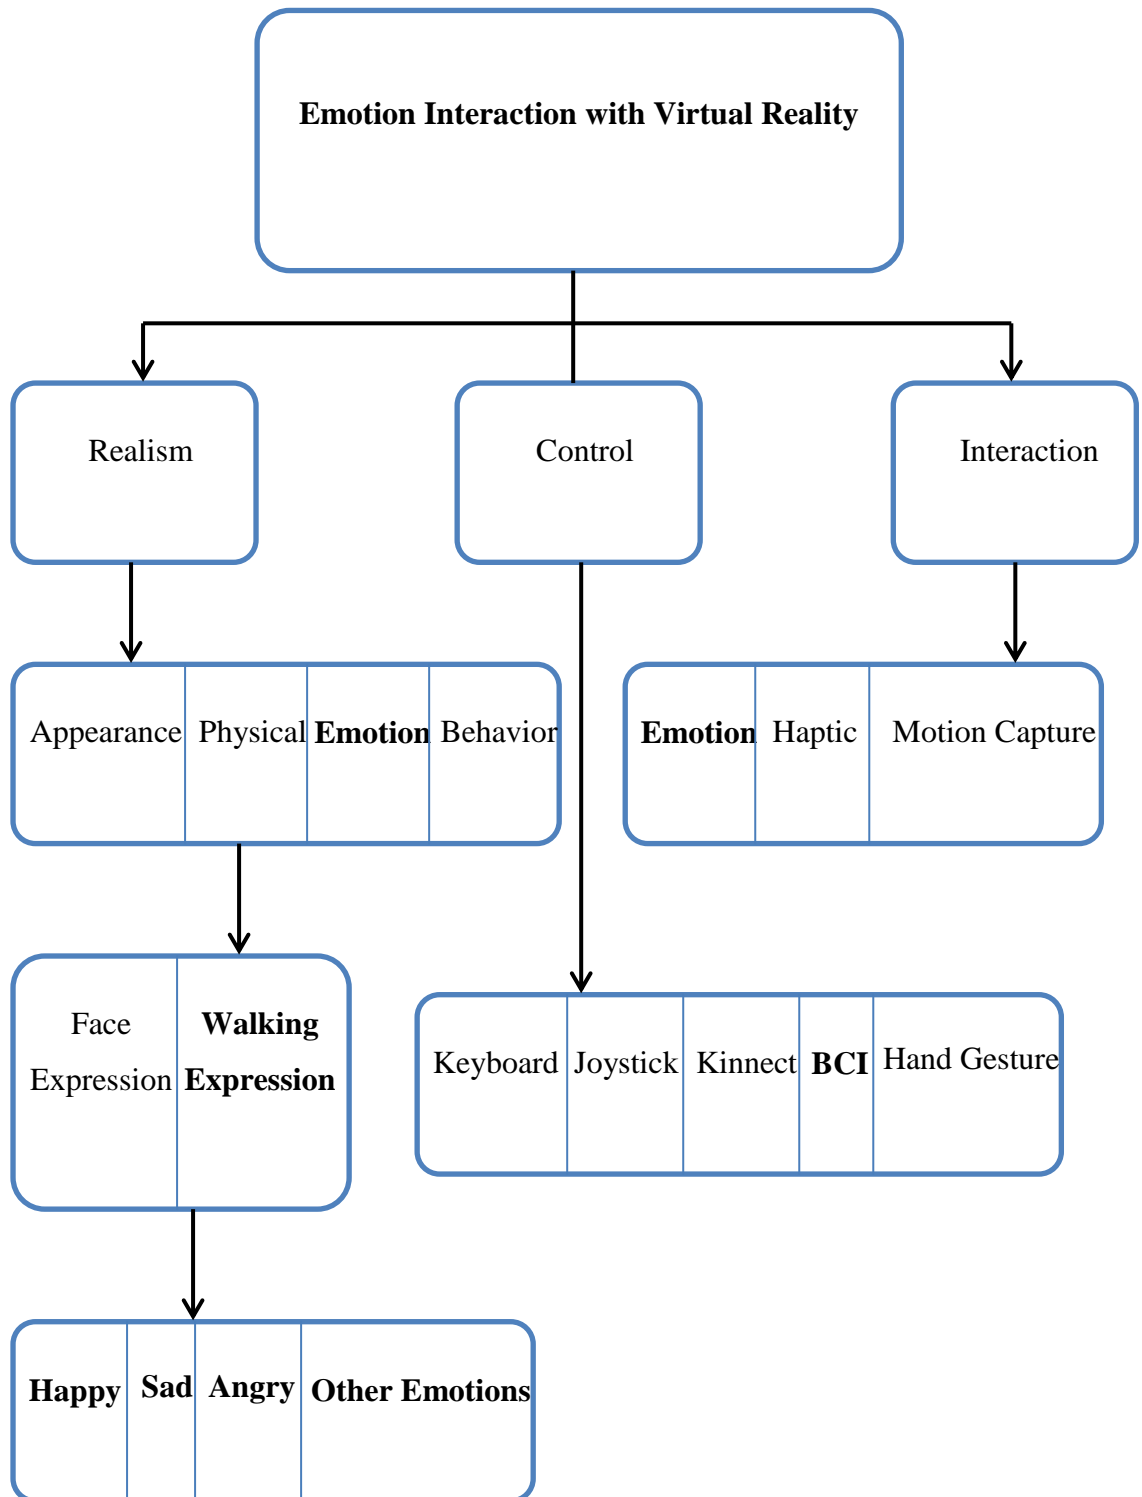 Emotion Interaction with Virtual Reality
Realism
Control
Interaction
Appearance Physical Emotion Behavior
Emotion Haptic Motion Capture
Face Expression
Walking Expression
Keyboard Joystick Kinnect BCI Hand Gesture
Happy Sad Angry Other Emotions